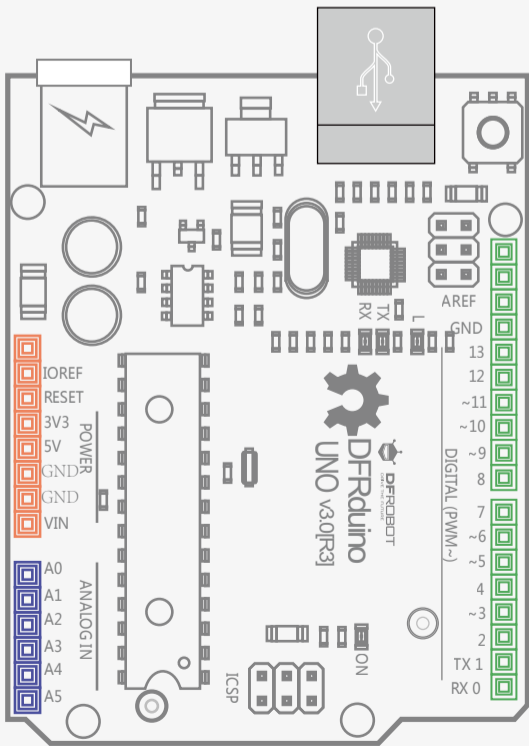 RX
TX
L
AREF
GND
13
12
~11
~10
~9
8
7
~6
~5
4
~3
2
TX 1
RX 0
DIGITAL (PWM~)
IOREF
RESET
3V3
5V
GND
GND
VIN
POWER
A0
A1
A2
A3
A4
A5
ANALOG IN
DFROBOT
DFRduino
UNO v3.0[R3]
ON
ICSP